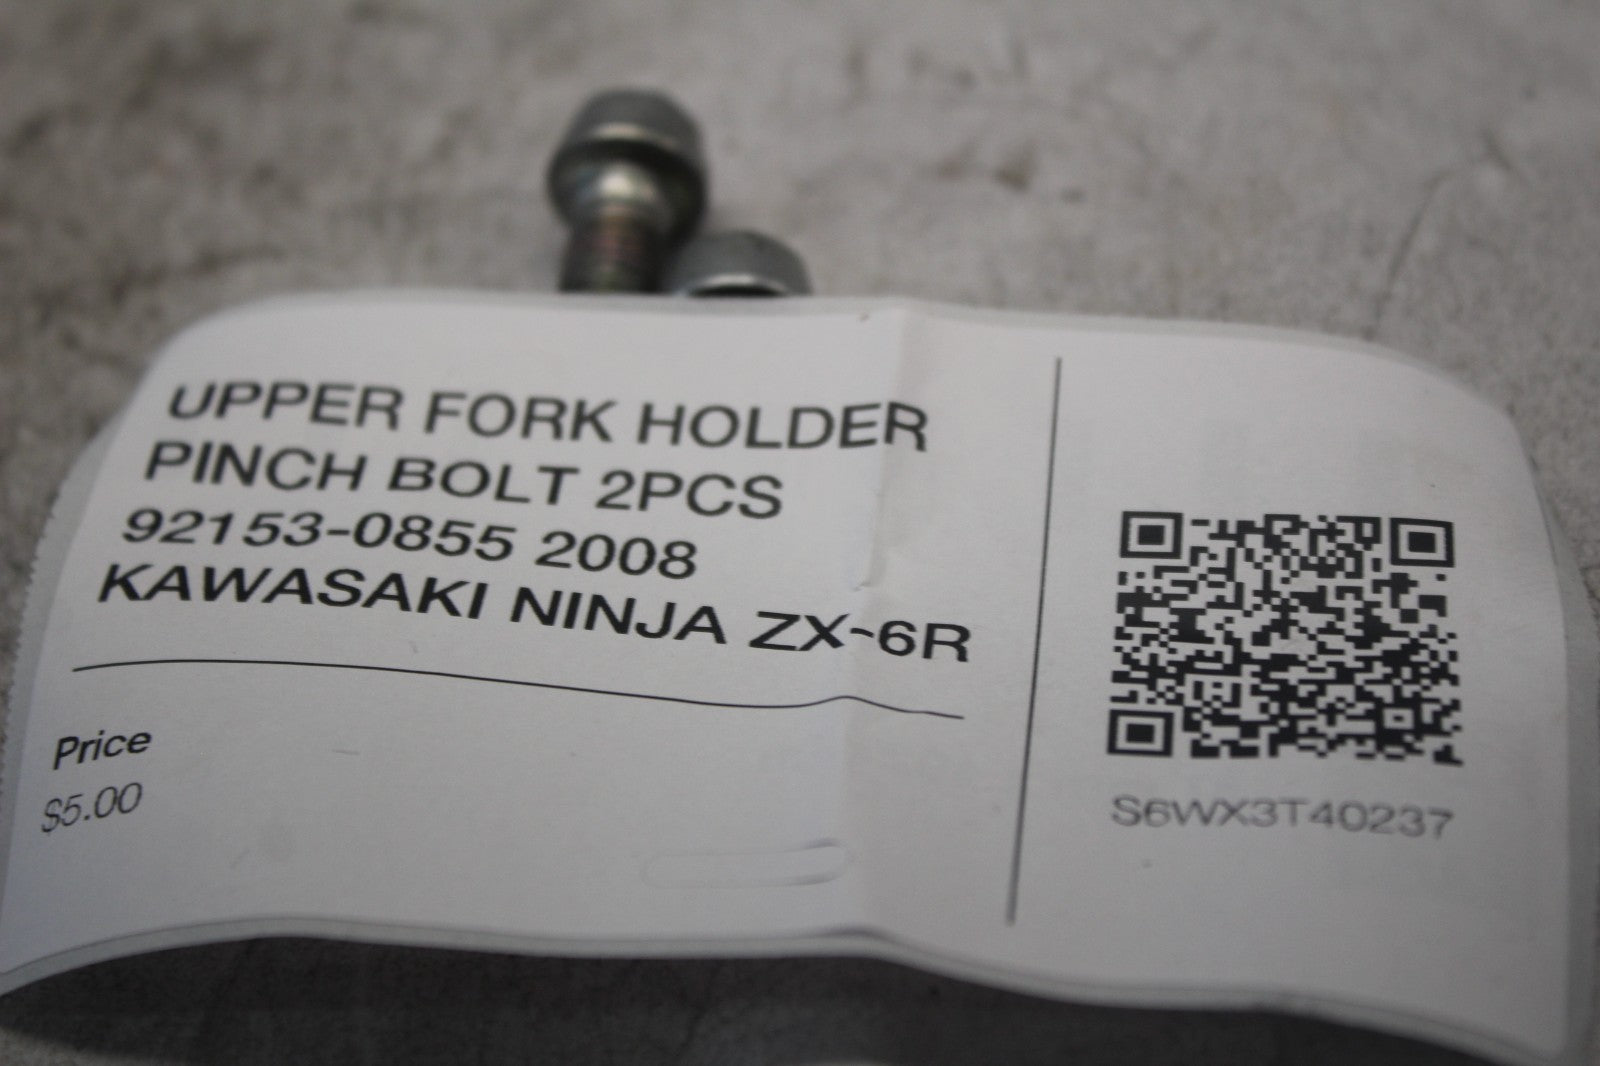 UPPER FORK HOLDER
PINCH BOLT 2PCS
92153-0855 2008
KAWASAKI NINJA ZX-6R
Price
$5.00
S6WX3T40237